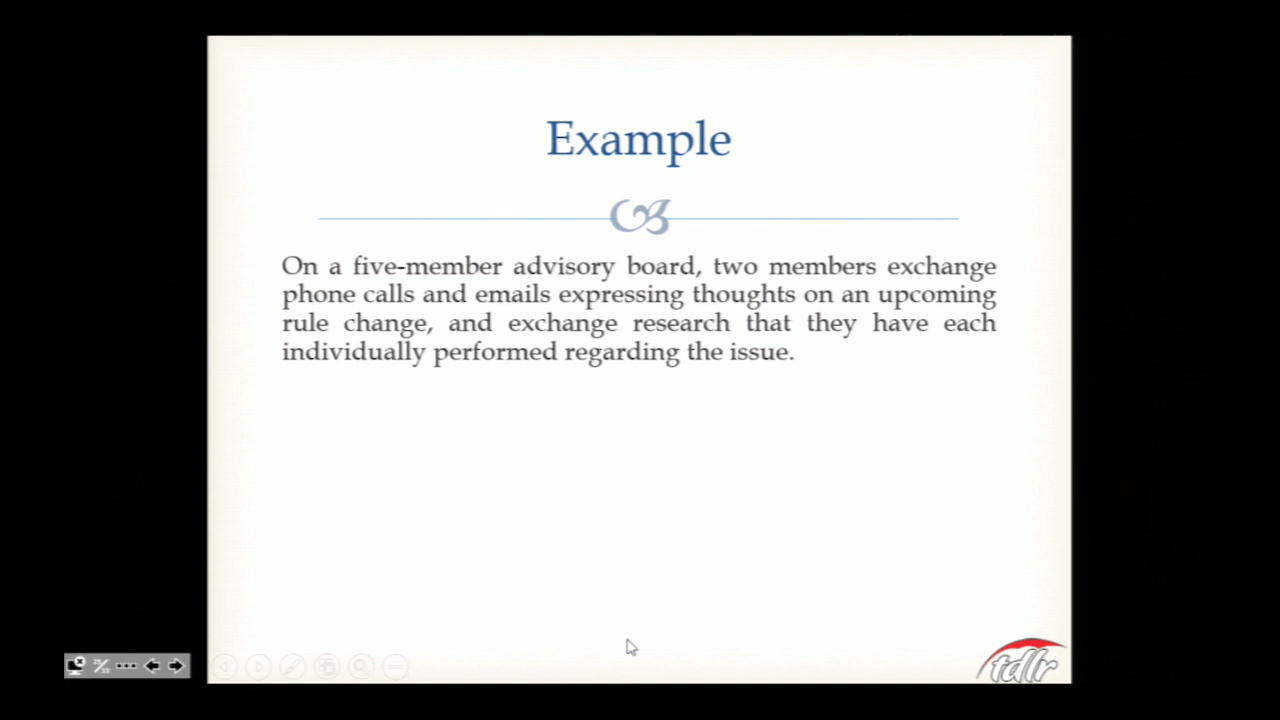 Example
On a five-member advisory board, two members exchange
phone calls and emails expressing thoughts on an upcoming
rule change, and exchange research that they have each
individually performed regarding the issue.
tdlr